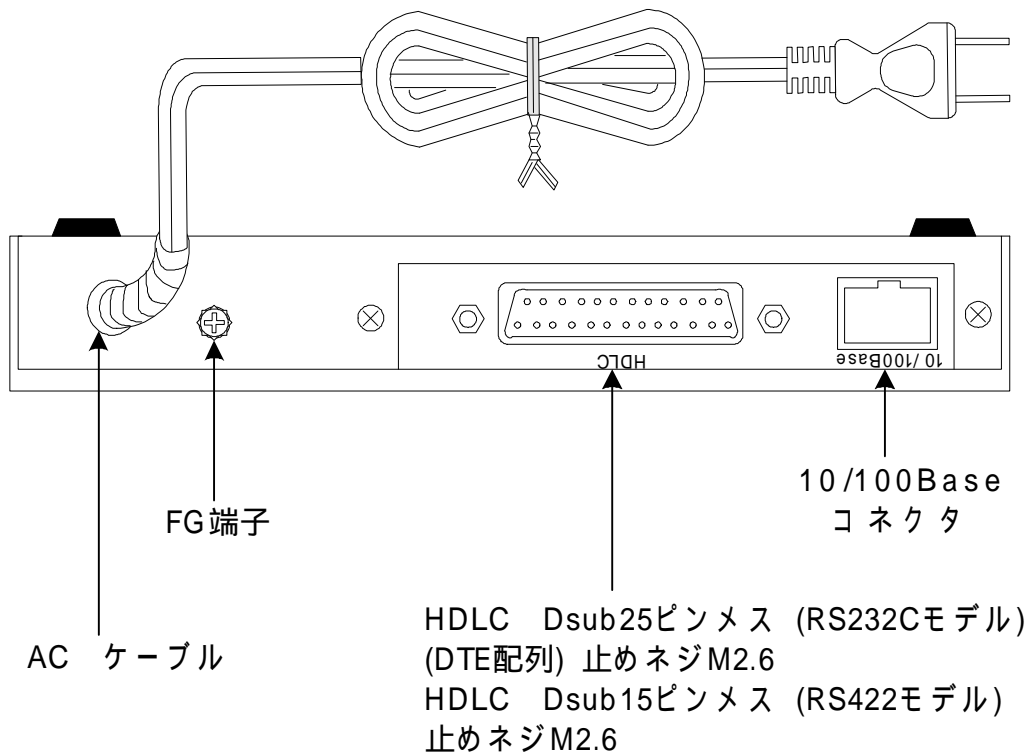 HDLC
10/100Base
10/100Base
コネクタ
FG端子
AC ケーブル
HDLC Dsub25ピンメス (RS232Cモデル)
(DTE配列) 止めネジM2.6
HDLC Dsub15ピンメス (RS422モデル)
止めネジM2.6